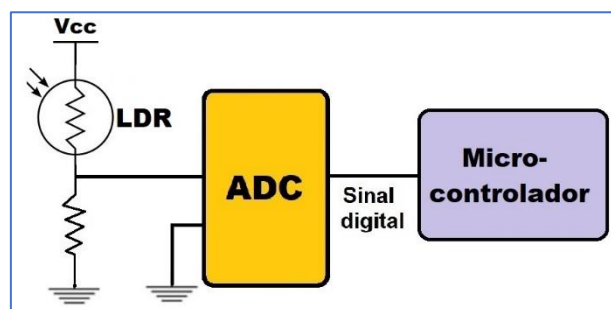 Vcc
LDR
ADC
Sinal
digital
Micro-
controlador